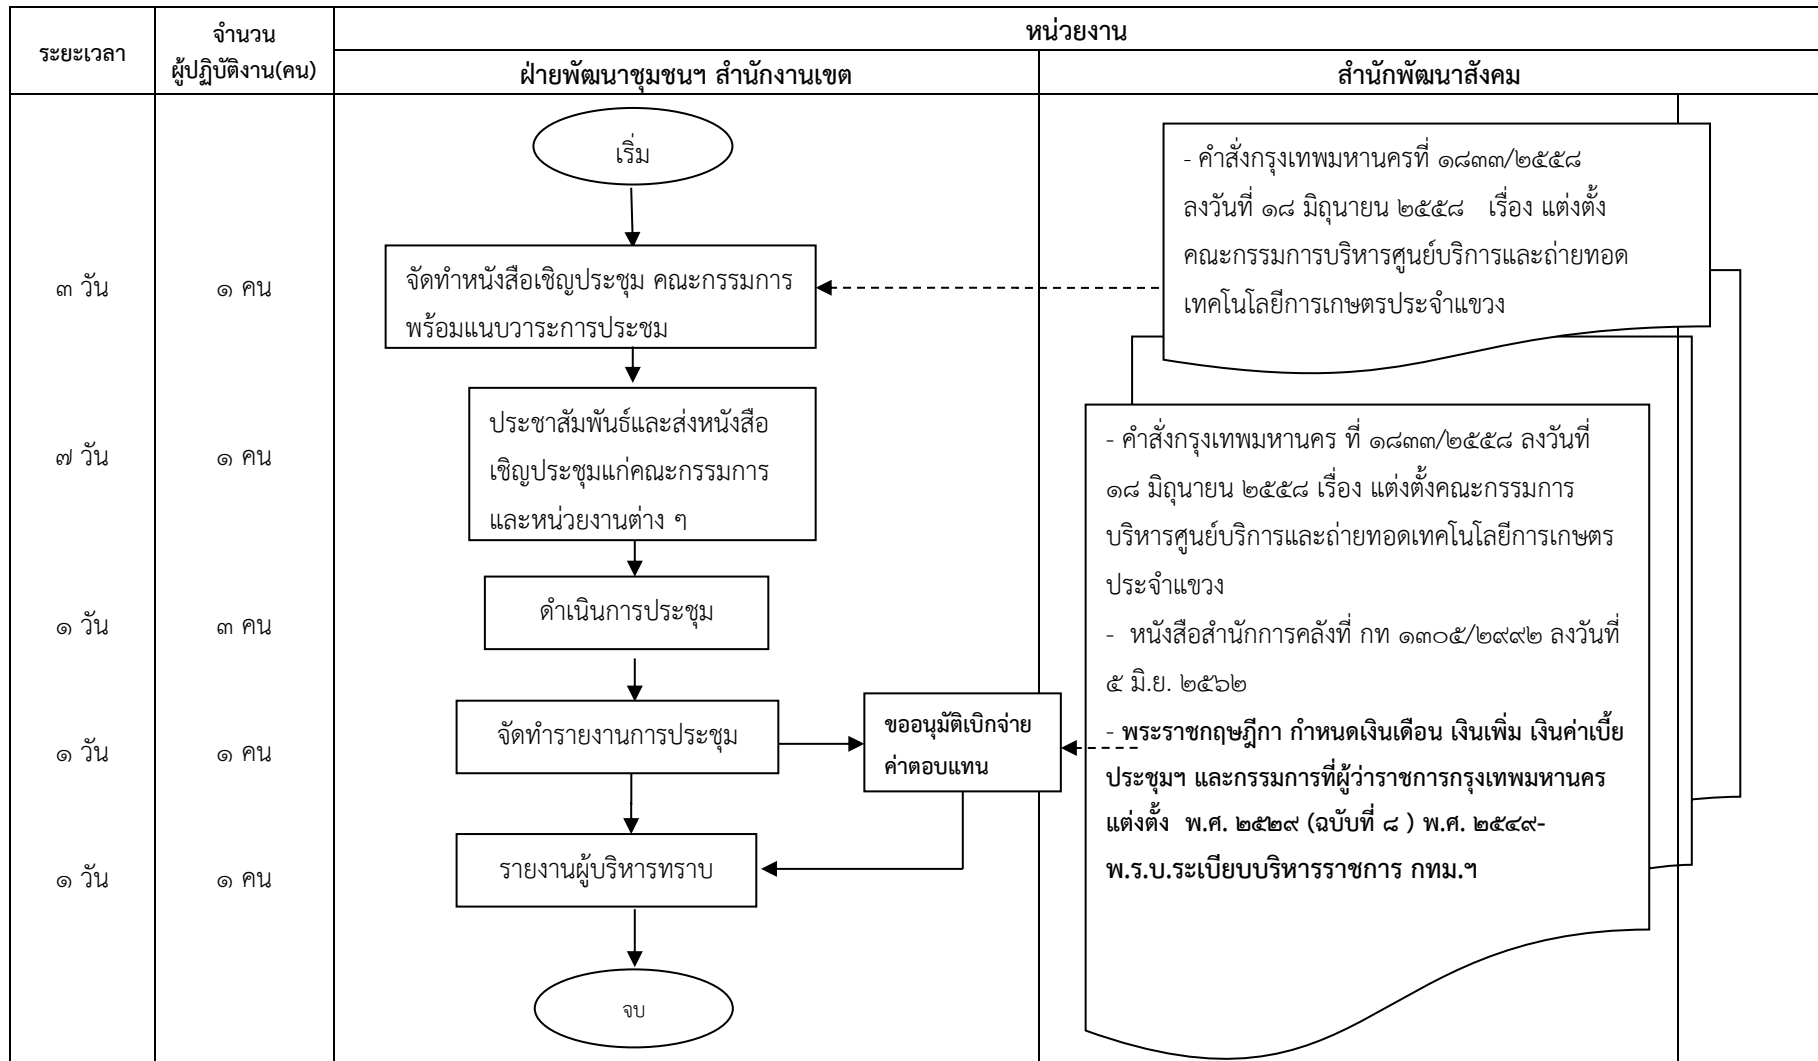 ระยะเวลา
จำนวน
ผู้ปฏิบัติงาน(คน)
หน่วยงาน
ฝ่ายพัฒนาชุมชนฯ สำนักงานเขต
สำนักพัฒนาสังคม
เริ่ม
- คำสั่งกรุงเทพมหานครที่ ๑๘๓๓/๒๕๕๘
ลงวันที่ ๑๘ มิถุนายน ๒๕๕๘ เรื่อง แต่งตั้ง
คณะกรรมการบริหารศูนย์บริการและถ่ายทอด
เทคโนโลยีการเกษตรประจำแขวง
๓ วัน
๑ คน
จัดทำหนังสือเชิญประชุม คณะกรรมการ
พร้อมแนบวาระการประชม
๗ วัน
๑ คน
ประชาสัมพันธ์และส่งหนังสือ
เชิญประชุมแก่คณะกรรมการ
และหน่วยงานต่าง ๆ
- คำสั่งกรุงเทพมหานคร ที่ ๑๘๓๓/๒๕๕๘ ลงวันที่
๑๘ มิถุนายน ๒๕๕๘ เรื่อง แต่งตั้งคณะกรรมการ
บริหารศูนย์บริการและถ่ายทอดเทคโนโลยีการเกษตร
ประจำแขวง
- หนังสือสำนักการคลังที่ กท ๑๓๐๕/๒๙๙๒ ลงวันที่
๕ มิ.ย. ๒๕๖๒
- พระราชกฤษฎีกา กำหนดเงินเดือน เงินเพิ่ม เงินค่าเบี้ย
ประชุมฯ และกรรมการที่ผู้ว่าราชการกรุงเทพมหานคร
แต่งตั้ง พ.ศ. ๒๕๒๙ (ฉบับที่ ๘ ) พ.ศ. ๒๕๔๙-
พ.ร.บ.ระเบียบบริหารราชการ กทม.ฯ
๑ วัน
๓ คน
ดำเนินการประชุม
๑ วัน
๑ คน
จัดทำรายงานการประชุม
ขออนุมัติเบิกจ่าย
ค่าตอบแทน
๑ วัน
๑ คน
รายงานผู้บริหารทราบ
จบ